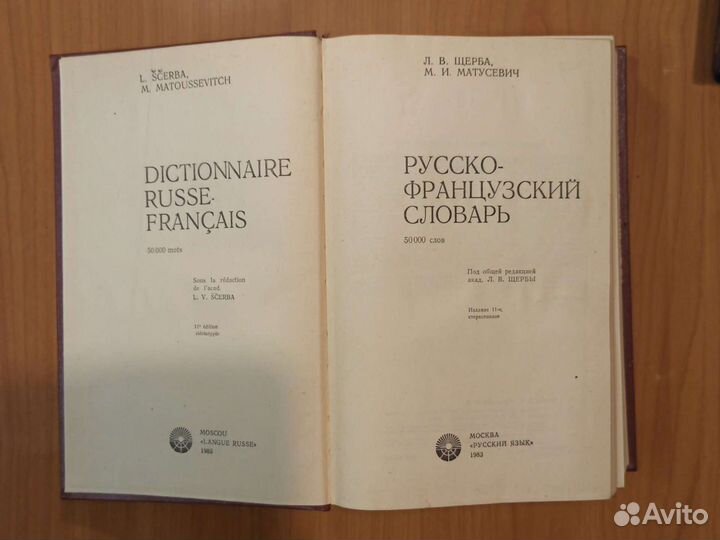 L. ŠČERBA,
M. MATOUSSEVITCH
DICTIONNAIRE
RUSSE-
FRANÇAIS
50 000 mots
Sous la rédaction
de l'acad.
L. V. ŠČERBA
11e édition
stéréotypée
MOSCOU
«LANGUE RUSSE»
1983
Л. В. ЩЕРБА,
М. И. МАТУСЕВИЧ
РУССКО-
ФРАНЦУЗСКИЙ
СЛОВАРЬ
50 000 слов
Под общей редакцией
акад. Л. В. ЩЕРБЫ
Издание 11-е,
стереотипное
МОСКВА
«РУССКИЙ ЯЗЫК»
1983
Avito